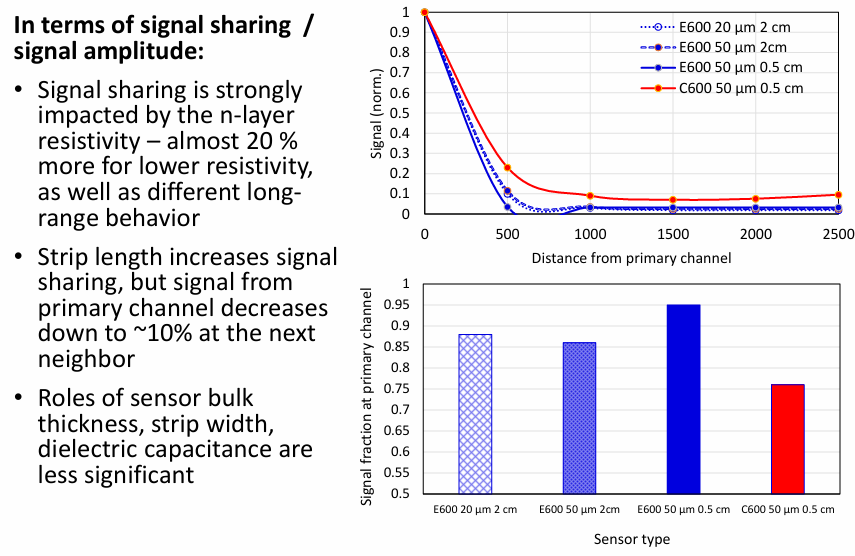 In terms of signal sharing /
signal amplitude:
• Signal sharing is strongly
impacted by the n-layer
resistivity – almost 20 %
more for lower resistivity,
as well as different long-
range behavior
• Strip length increases signal
sharing, but signal from
primary channel decreases
down to ~10% at the next
neighbor
• Roles of sensor bulk
thickness, strip width,
dielectric capacitance are
less significant
Signal (norm.)
1
0.9
0.8
0.7
0.6
0.5
0.4
0.3
0.2
0.1
0
E600 20 µm 2 cm
E600 50 µm 2cm
E600 50 µm 0.5 cm
C600 50 µm 0.5 cm
0 500 1000 1500 2000 2500
Distance from primary channel
Signal fraction at primary channel
1
0.95
0.9
0.85
0.8
0.75
0.7
0.65
0.6
0.55
0.5
E600 20 µm 2 cm E600 50 µm 2cm E600 50 µm 0.5 cm C600 50 µm 0.5 cm
Sensor type